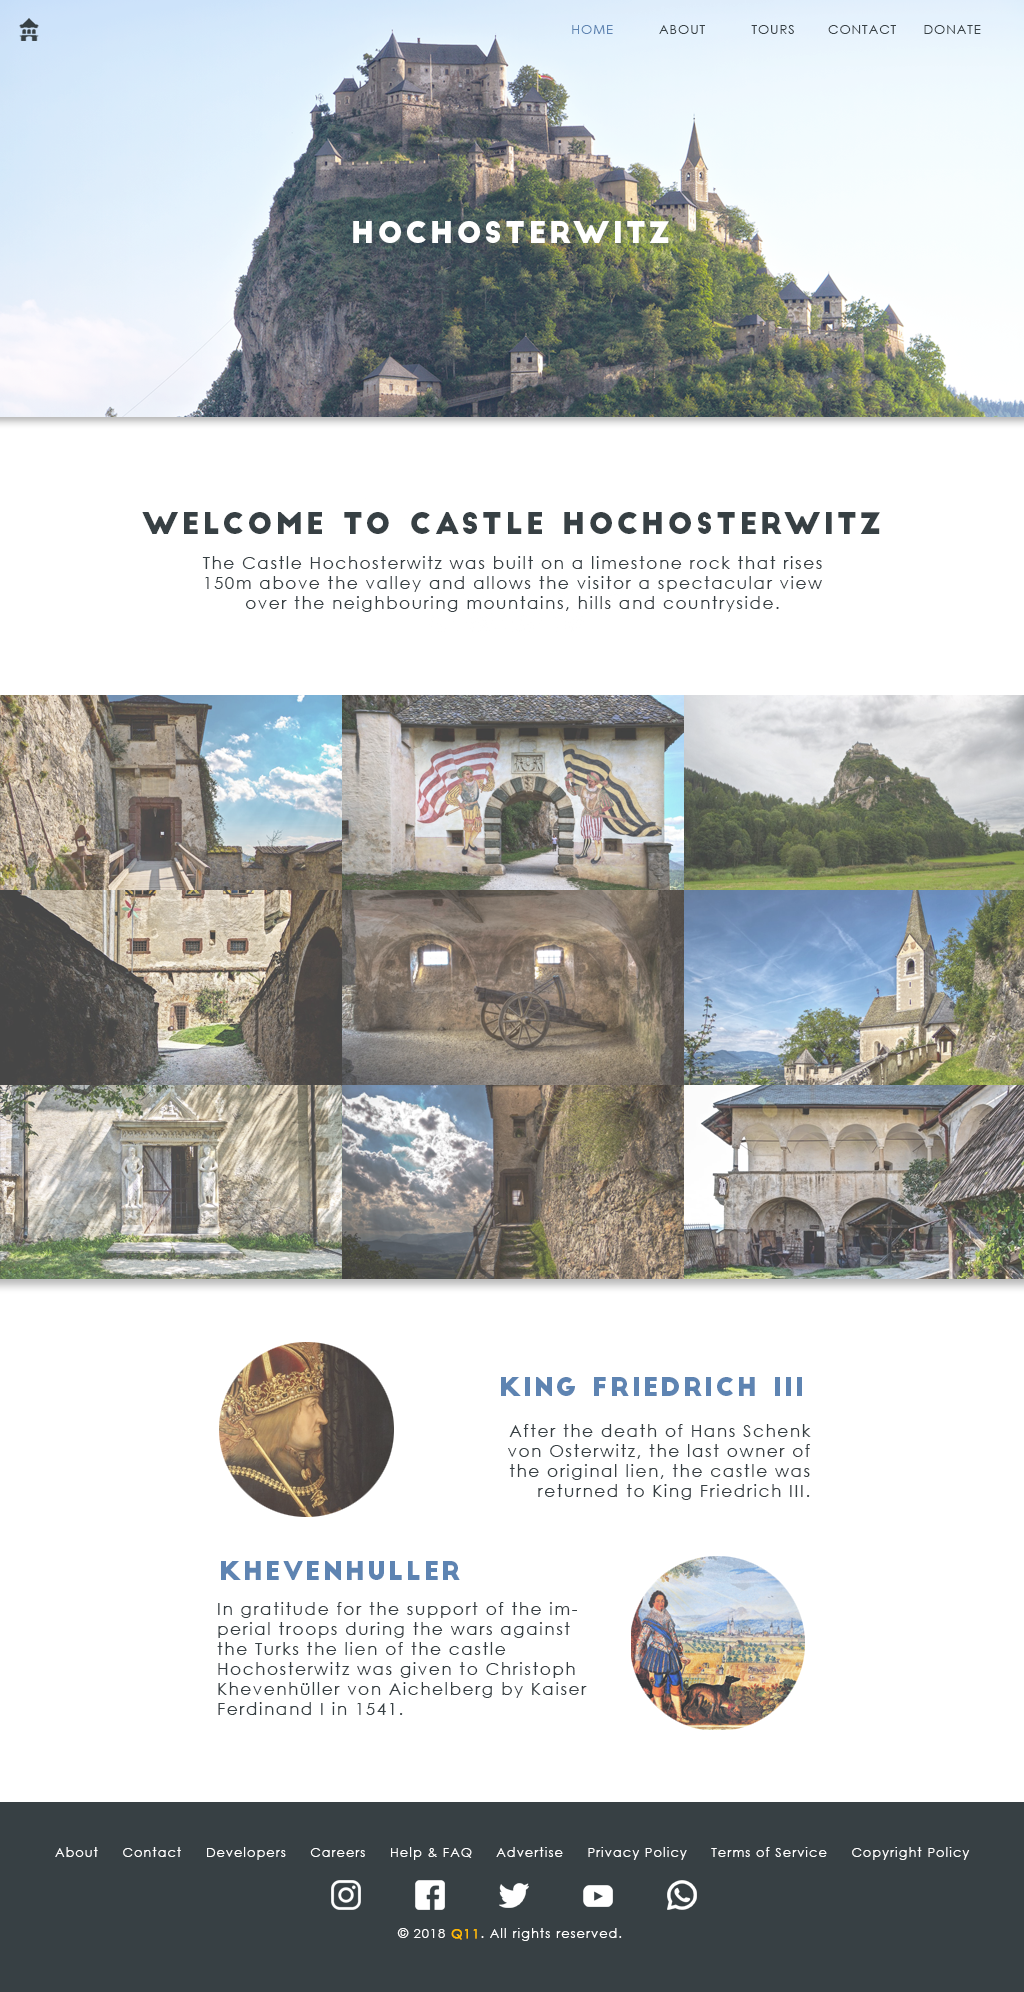 HOME ABOUT TOURS CONTACT DONATE
HOCHOSTERWITZ
WELCOME TO CASTLE HOCHOSTERWITZ
The Castle Hochosterwitz was built on a limestone rock that rises
150m above the valley and allows the visitor a spectacular view
over the neighbouring mountains, hills and countryside.
KING FRIEDRICH III
After the death of Hans Schenk
von Osterwitz, the last owner of
the original lien, the castle was
returned to King Friedrich III.
KHEVENHULLER
In gratitude for the support of the im-
perial troops during the wars against
the Turks the lien of the castle
Hochosterwitz was given to Christoph
Khevenhüller von Aichelberg by Kaiser
Ferdinand I in 1541.
About Contact Developers Careers Help & FAQ Advertise Privacy Policy Terms of Service Copyright Policy
© 2018 Q11. All rights reserved.